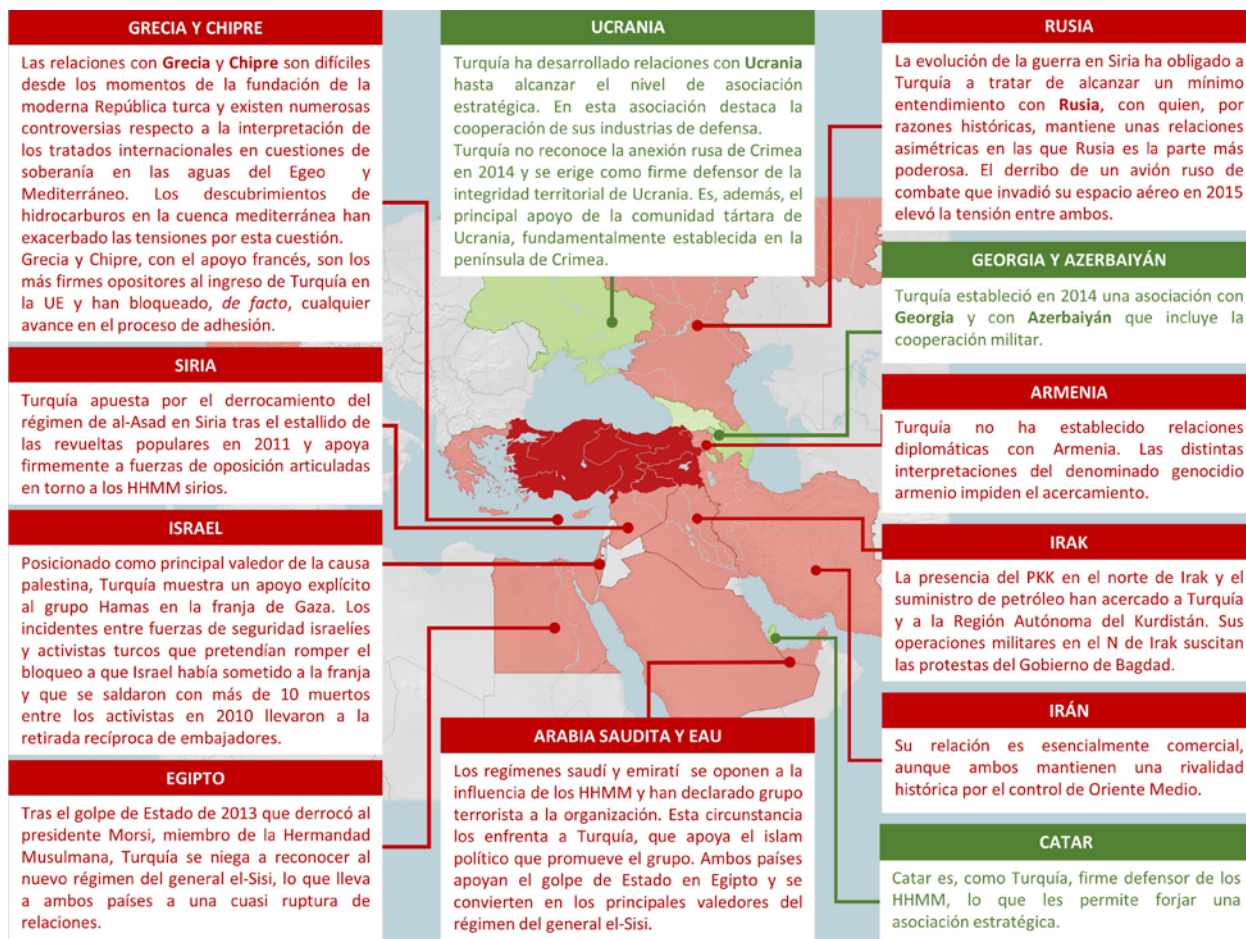 GRECIA Y CHIPRE
Las relaciones con Grecia y Chipre son difíciles
desde los momentos de la fundación de la
moderna República turca y existen numerosas
controversias respecto a la interpretación de
los tratados internacionales en cuestiones de
soberanía en las aguas del Egeo y
Mediterráneo. Los descubrimientos de
hidrocarburos en la cuenca mediterránea han
exacerbado las tensiones por esta cuestión.
Grecia y Chipre, con el apoyo francés, son los
más firmes opositores al ingreso de Turquía en
la UE y han bloqueado, de facto, cualquier
avance en el proceso de adhesión.
SIRIA
Turquía apuesta por el derrocamiento del
régimen de al-Asad en Siria tras el estallido de
las revueltas populares en 2011 y apoya
firmemente a fuerzas de oposición articuladas
en torno a los HHMM sirios.
ISRAEL
Posicionado como principal valedor de la causa
palestina, Turquía muestra un apoyo explícito
al grupo Hamas en la franja de Gaza. Los
incidentes entre fuerzas de seguridad israelíes
y activistas turcos que pretendían romper el
bloqueo a que Israel había sometido a la franja
y que se saldaron con más de 10 muertos
entre los activistas en 2010 llevaron a la
retirada recíproca de embajadores.
EGIPTO
Tras el golpe de Estado de 2013 que derrocó al
presidente Morsi, miembro de la Hermandad
Musulmana, Turquía se niega a reconocer al
nuevo régimen del general el-Sisi, lo que lleva
a ambos países a una cuasi ruptura de
relaciones.
UCRANIA
Turquía ha desarrollado relaciones con Ucrania
hasta alcanzar el nivel de asociación
estratégica. En esta asociación destaca la
cooperación de sus industrias de defensa.
Turquía no reconoce la anexión rusa de Crimea
en 2014 y se erige como firme defensor de la
integridad territorial de Ucrania. Es, además, el
principal apoyo de la comunidad tártara de
Ucrania, fundamentalmente establecida en la
península de Crimea.
ARABIA SAUDITA Y EAU
Los regímenes saudí y emiratí se oponen a la
influencia de los HHMM y han declarado grupo
terrorista a la organización. Esta circunstancia
los enfrenta a Turquía, que apoya el islam
político que promueve el grupo. Ambos países
apoyan el golpe de Estado en Egipto y se
convierten en los principales valedores del
régimen del general el-Sisi.
RUSIA
La evolución de la guerra en Siria ha obligado a
Turquía a tratar de alcanzar un mínimo
entendimiento con Rusia, con quien, por
razones históricas, mantiene unas relaciones
asimétricas en las que Rusia es la parte más
poderosa. El derribo de un avión ruso de
combate que invadió su espacio aéreo en 2015
elevó la tensión entre ambos.
GEORGIA Y AZERBAIYÁN
Turquía estableció en 2014 una asociación con
Georgia y con Azerbaiyán que incluye la
cooperación militar.
ARMENIA
Turquía no ha establecido relaciones
diplomáticas con Armenia. Las distintas
interpretaciones del denominado genocidio
armenio impiden el acercamiento.
IRAK
La presencia del PKK en el norte de Irak y el
suministro de petróleo han acercado a Turquía
y a la Región Autónoma del Kurdistán. Sus
operaciones militares en el N de Irak suscitan
las protestas del Gobierno de Bagdad.
IRÁN
Su relación es esencialmente comercial,
aunque ambos mantienen una rivalidad
histórica por el control de Oriente Medio.
CATAR
Catar es, como Turquía, firme defensor de los
HHMM, lo que les permite forjar una
asociación estratégica.